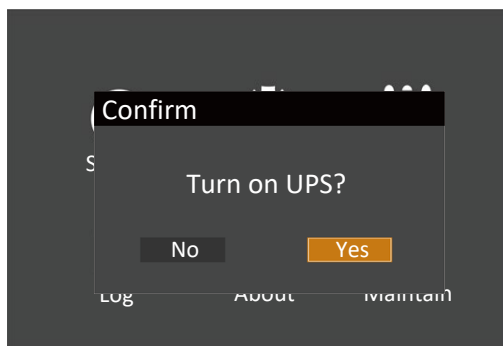 Confirm
S
Turn on UPS?
No Yes
Log About Maintain